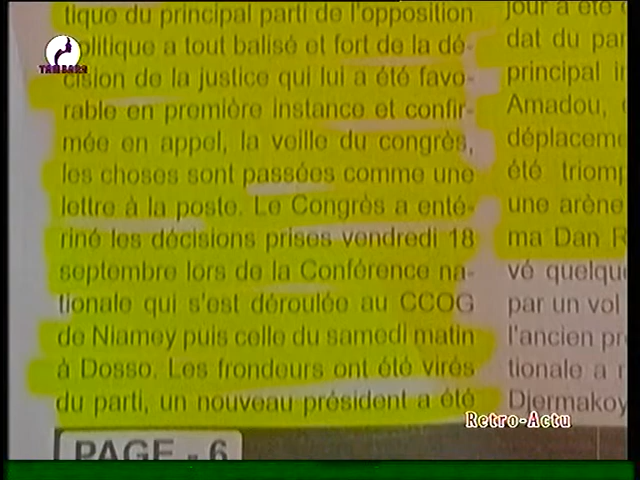 TAMBARA
tique du principal parti de l'opposition
politique a tout balisé et fort de la dé-
cision de la justice qui lui a été favo-
rable en première instance et confir-
mée en appel, la veille du congrès,
les choses sont passées comme une
lettre à la poste. Le Congrès a enté-
riné les décisions prises vendredi 18
septembre lors de la Conférence na-
tionale qui s'est déroulée au CCOG
de Niamey puis celle du samedi matin
à Dosso. Les frondeurs ont été virés
du parti, un nouveau président a été
jour a été
dat du par
principal
Amadou,
déplaceme
été triom
une arène
ma Dan
vé quelqu
par un vol
l'ancien pr
tionale a
Djermakoy
Retro-Actu
PAGE - 6